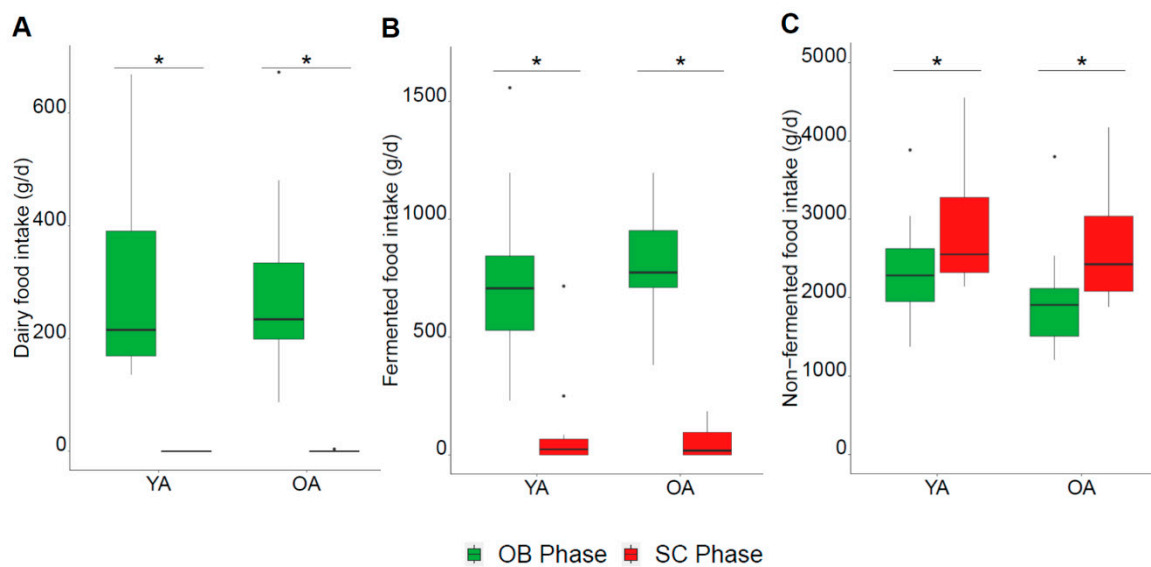 A
Dairy food intake (g/d)
600
400
200
0
*
*
YA
OA
B
Fermented food intake (g/d)
1500
1000
500
0
*
*
YA
OA
C
Non−fermented food intake (g/d)
5000
4000
3000
2000
1000
0
*
*
YA
OA
OB Phase
SC Phase